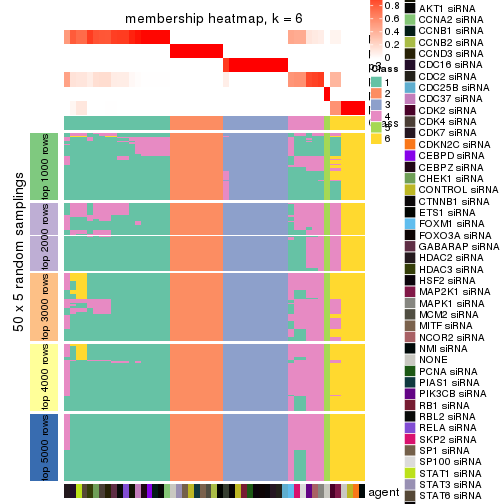 membership heatmap, k = 6
50 x 5 random samplings
top 1000 rows
top 2000 rows
top 3000 rows
top 4000 rows
top 5000 rows
0.8
0.6
0.4
0.2
0
Class
1
2
3
4
5
6
agent
AKT1 siRNA
CCNA2 siRNA
CCNB1 siRNA
CCNB2 siRNA
CCND3 siRNA
CDC16 siRNA
CDC2 siRNA
CDC25B siRNA
CDC37 siRNA
CDK2 siRNA
CDK4 siRNA
CDK7 siRNA
CDKN2C siRNA
CEBPD siRNA
CEBPZ siRNA
CHEK1 siRNA
CONTROL siRNA
CTNNB1 siRNA
ETS1 siRNA
FOXM1 siRNA
FOXO3A siRNA
GABARAP siRNA
HDAC2 siRNA
HDAC3 siRNA
HSF2 siRNA
MAP2K1 siRNA
MAPK1 siRNA
MCM2 siRNA
MITF siRNA
NCOR2 siRNA
NMI siRNA
NONE
PCNA siRNA
PIAS1 siRNA
PIK3CB siRNA
RB1 siRNA
RBL2 siRNA
RELA siRNA
SKP2 siRNA
SP1 siRNA
SP100 siRNA
STAT1 siRNA
STAT3 siRNA
STAT6 siRNA